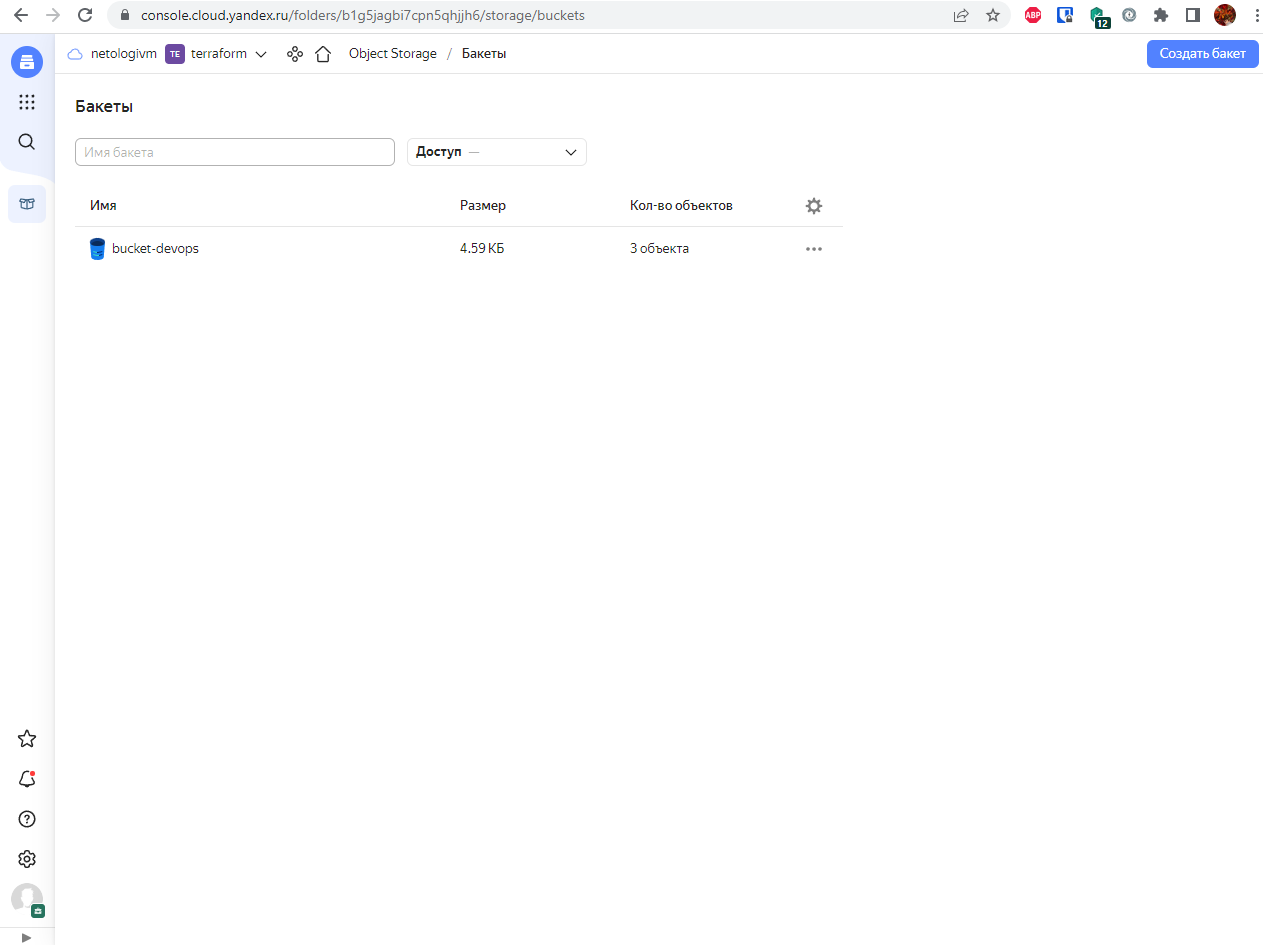 console.cloud.yandex.ru/folders/b1g5jagbi7cpn5qhjjh6/storage/buckets
ABP
12
netologivm TE terraform Object Storage / Бакеты
Создать бакет
Бакеты
Имя бакета
Доступ —
Имя Размер Кол-во объектов
bucket-devops 4.59 КБ 3 объекта